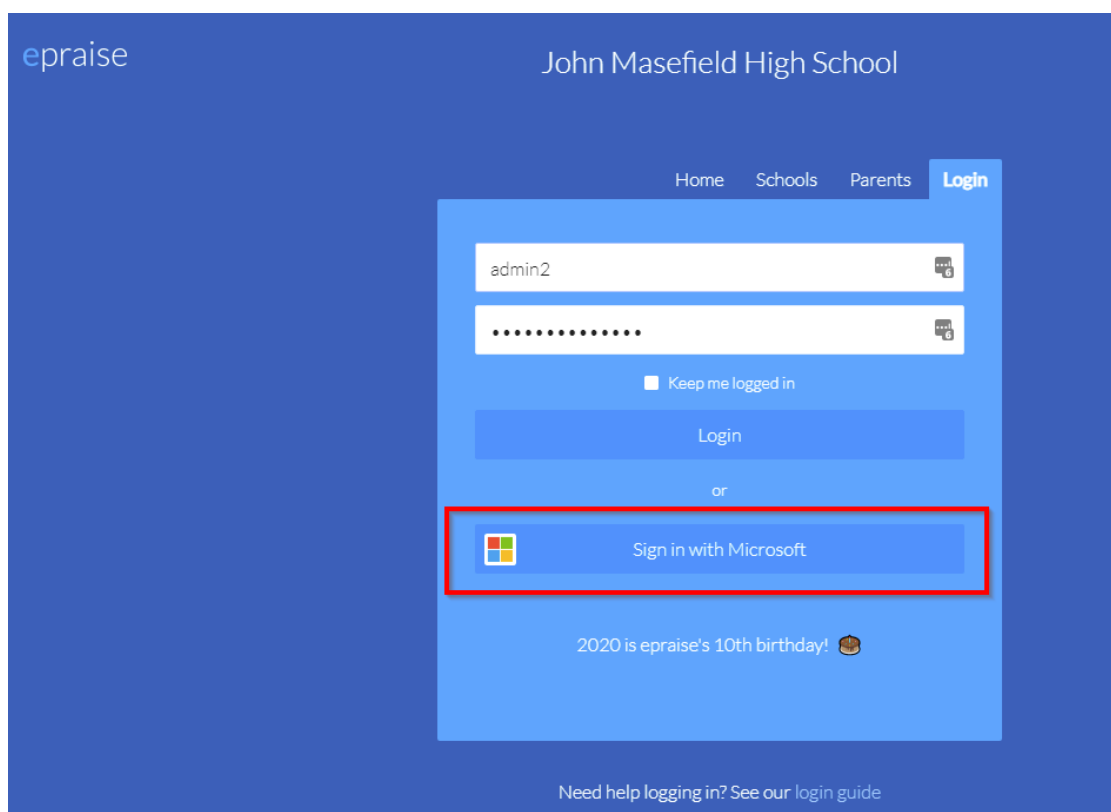 epraise
John Masefield High School
Home Schools Parents Login
admin2
••••••••••••••
Keep me logged in
Login
or
Sign in with Microsoft
2020 is epraise's 10th birthday!
Need help logging in? See our login guide